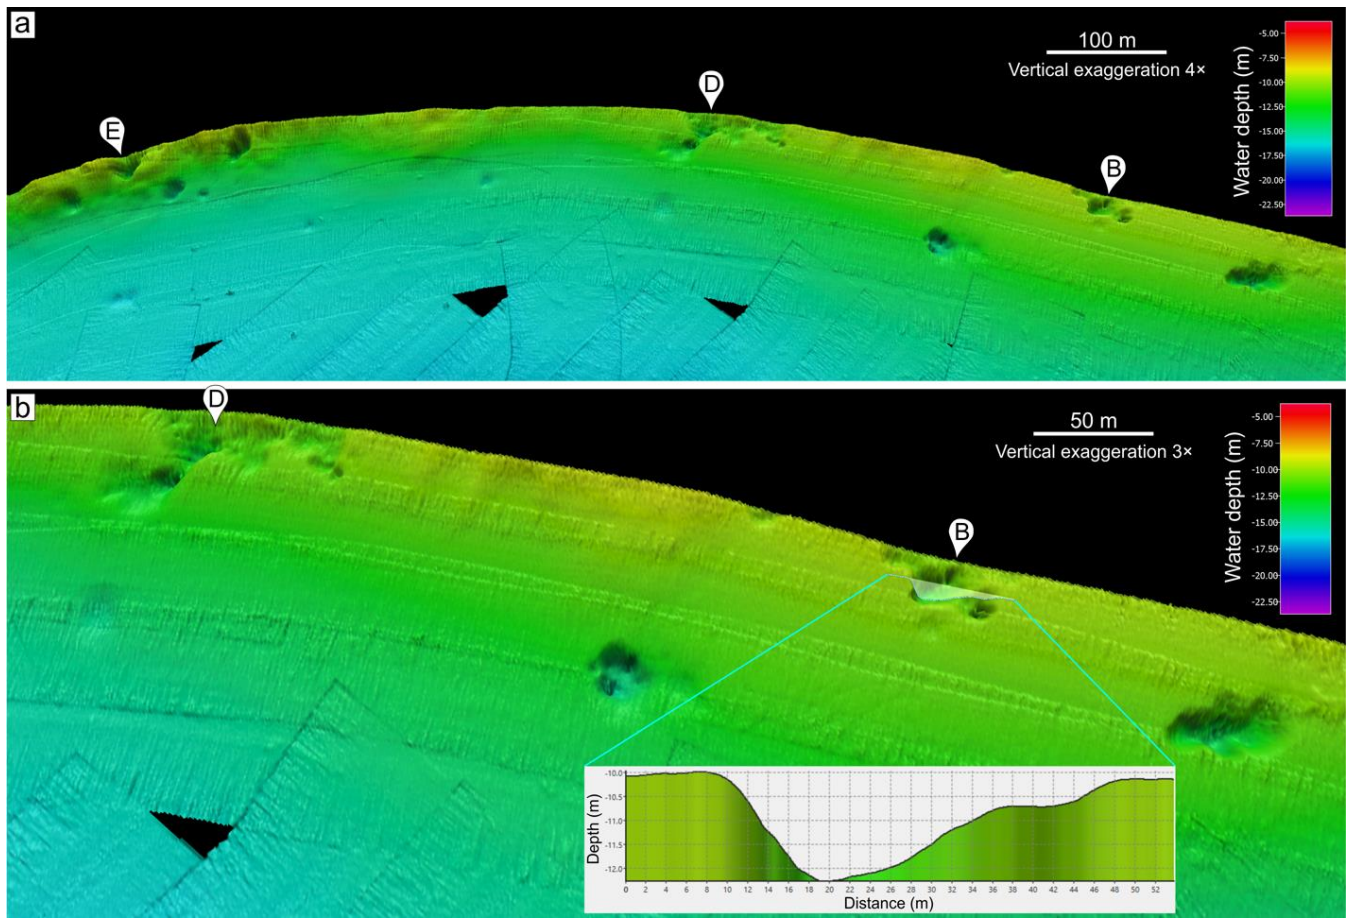 a
100 m
Vertical exaggeration 4×
Water depth (m)
-5.00
-7.50
-10.00
-12.50
-15.00
-17.50
-20.00
-22.50
E
D
B
b
50 m
Vertical exaggeration 3×
Water depth (m)
-5.00
-7.50
-10.00
-12.50
-15.00
-17.50
-20.00
-22.50
D
B
Depth (m)
-10.0
-10.5
-11.0
-11.5
-12.0
0 2 4 6 8 10 12 14 16 18 20 22 24 26 28 30 32 34 36 38 40 42 44 46 48 50 52
Distance (m)